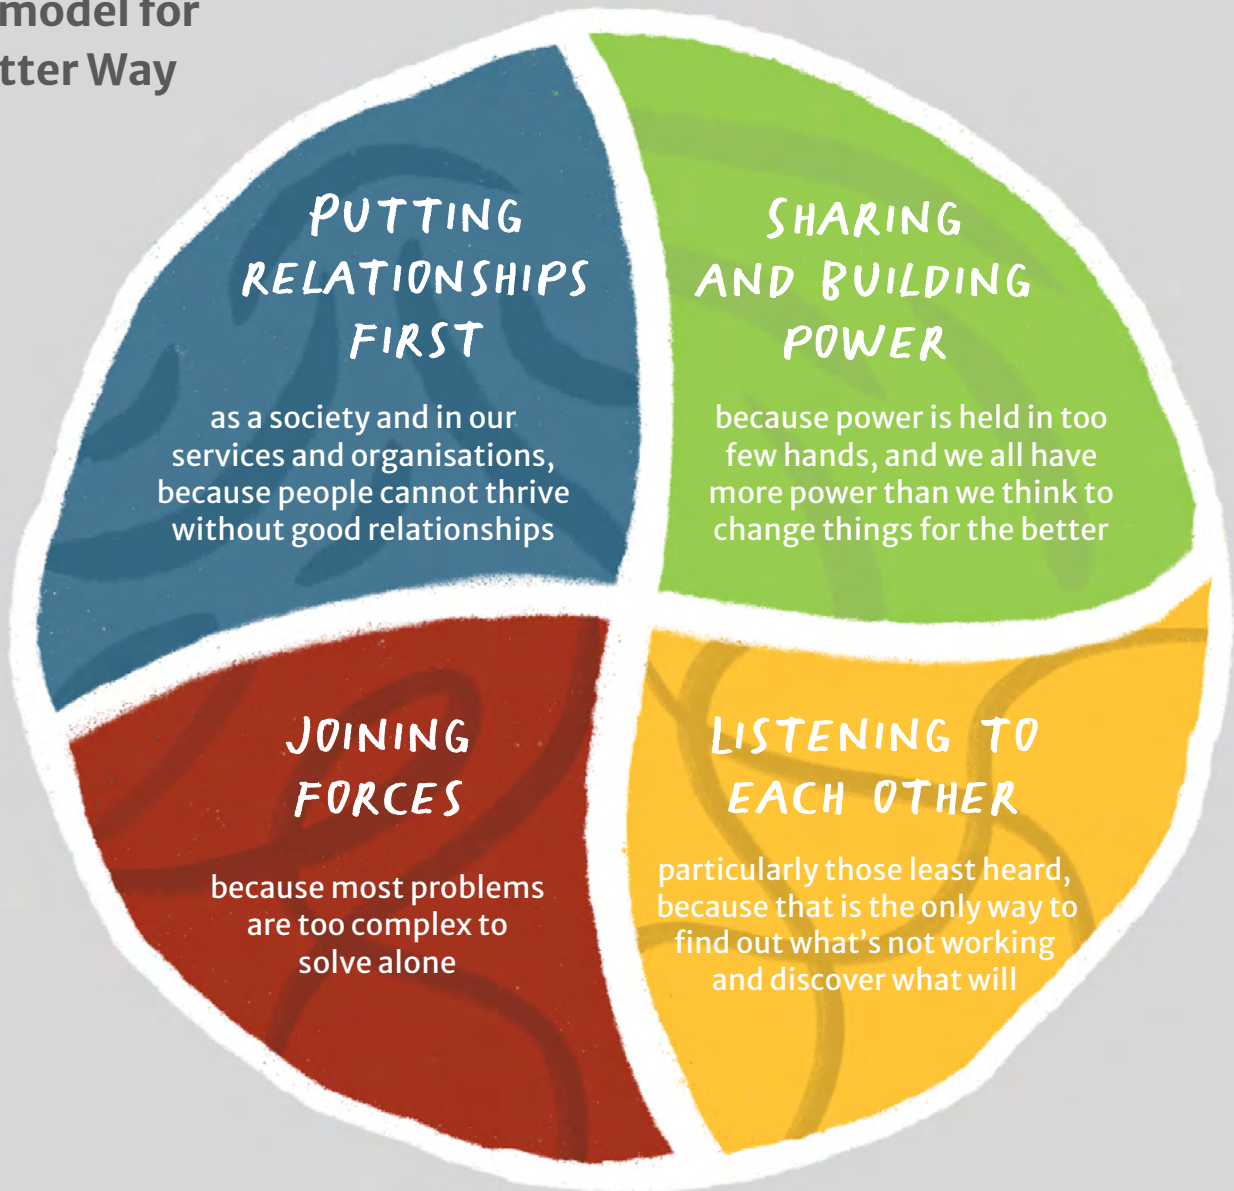 model for
tter Way
PUTTING
RELATIONSHIPS
FIRST
as a society and in our
services and organisations,
because people cannot thrive
without good relationships
SHARING
AND BUILDING
POWER
because power is held in too
few hands, and we all have
more power than we think to
change things for the better
JOINING
FORCES
because most problems
are too complex to
solve alone
LISTENING TO
EACH OTHER
particularly those least heard,
because that is the only way to
find out what’s not working
and discover what will